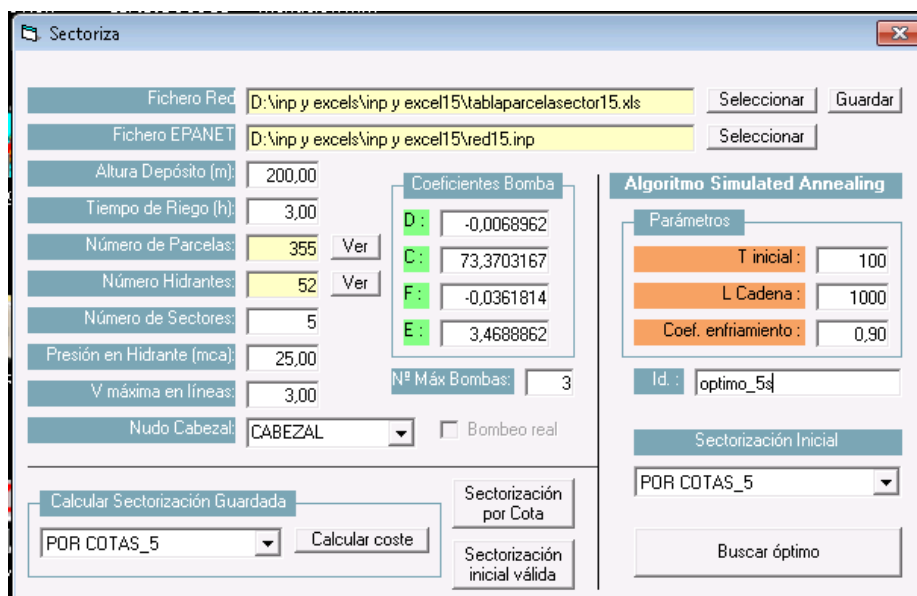 Sectoriza
Fichero Red D:\inp y excels\inp y excel15\tablaparcelasector15.xls Seleccionar Guardar
Fichero EPANET D:\inp y excels\inp y excel15\red15.inp Seleccionar
Altura Depósito (m): 200,00
Tiempo de Riego (h): 3,00
Número de Parcelas: 355 Ver
Número Hidrantes: 52 Ver
Número de Sectores: 5
Presión en Hidrante (mca): 25,00
V máxima en líneas: 3,00
Nudo Cabezal: CABEZAL
Coeficientes Bomba
D : -0,0068962
C : 73,3703167
F : -0,0361814
E : 3,4688862
Nº Máx Bombas: 3
Bombeo real
Algoritmo Simulated Annealing
Parámetros
T inicial : 100
L Cadena : 1000
Coef. enfriamiento : 0,90
Id. : optimo_5s
Sectorización Inicial
POR COTAS_5
Buscar óptimo
Calcular Sectorización Guardada
POR COTAS_5 Calcular coste
Sectorización
por Cota
Sectorización
inicial válida